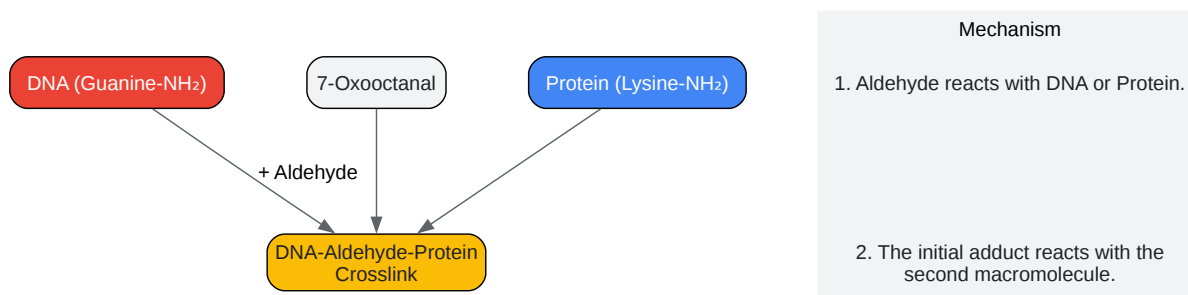 Mechanism
DNA (Guanine-NH₂)
7-Oxooctanal
Protein (Lysine-NH₂)
1. Aldehyde reacts with DNA or Protein.
+ Aldehyde
DNA-Aldehyde-Protein
Crosslink
2. The initial adduct reacts with the
second macromolecule.